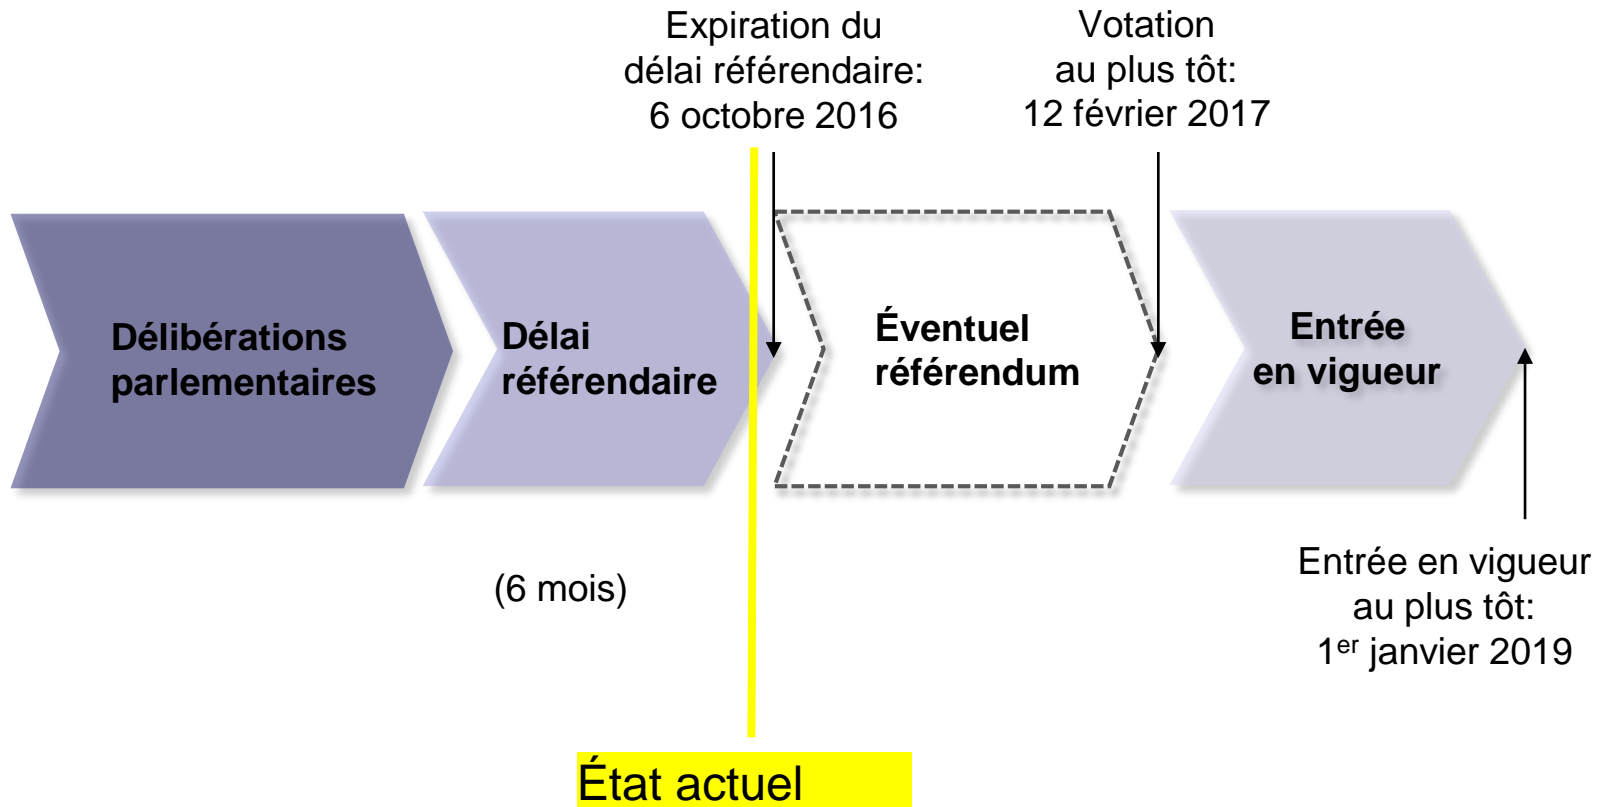 Expiration du
délai référendaire:
6 octobre 2016
Votation
au plus tôt:
12 février 2017
Délibérations
parlementaires
Délai
référendaire
Éventuel
référendum
Entrée
en vigueur
(6 mois)
Entrée en vigueur
au plus tôt:
1er janvier 2019
État actuel